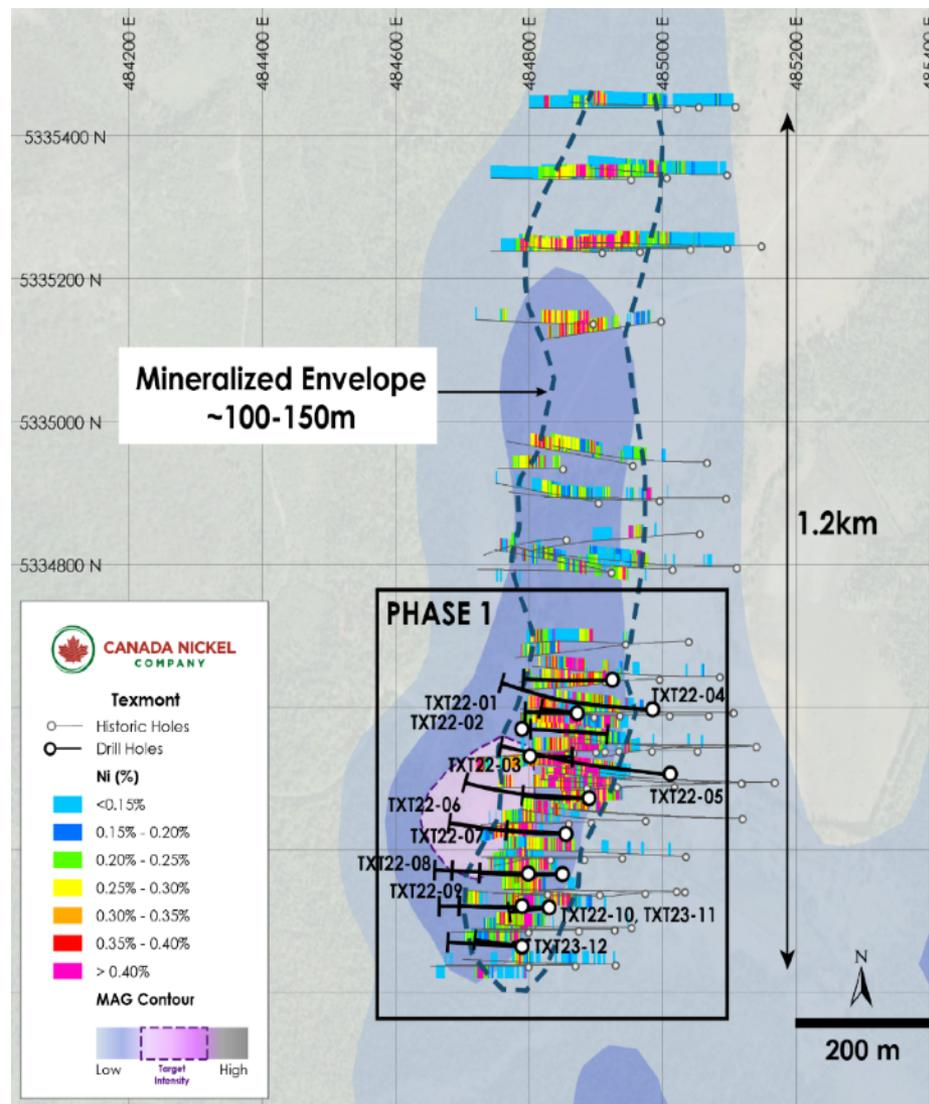 484200 E
484400 E
484600 E
484800 E
485000 E
485200 E
5335400 N
5335200 N
5335000 N
5334800 N
Mineralized Envelope
~100-150m
1.2km
PHASE 1
TXT22-01
TXT22-02
TXT22-03
TXT22-04
TXT22-05
TXT22-06
TXT22-07
TXT22-08
TXT22-09
TXT22-10, TXT23-11
TXT23-12
CANADA NICKEL
COMPANY
Texmont
Historic Holes
Drill Holes
Ni (%)
<0.15%
0.15% - 0.20%
0.20% - 0.25%
0.25% - 0.30%
0.30% - 0.35%
0.35% - 0.40%
> 0.40%
MAG Contour
Low
Target
Intensity
High
N
200 m